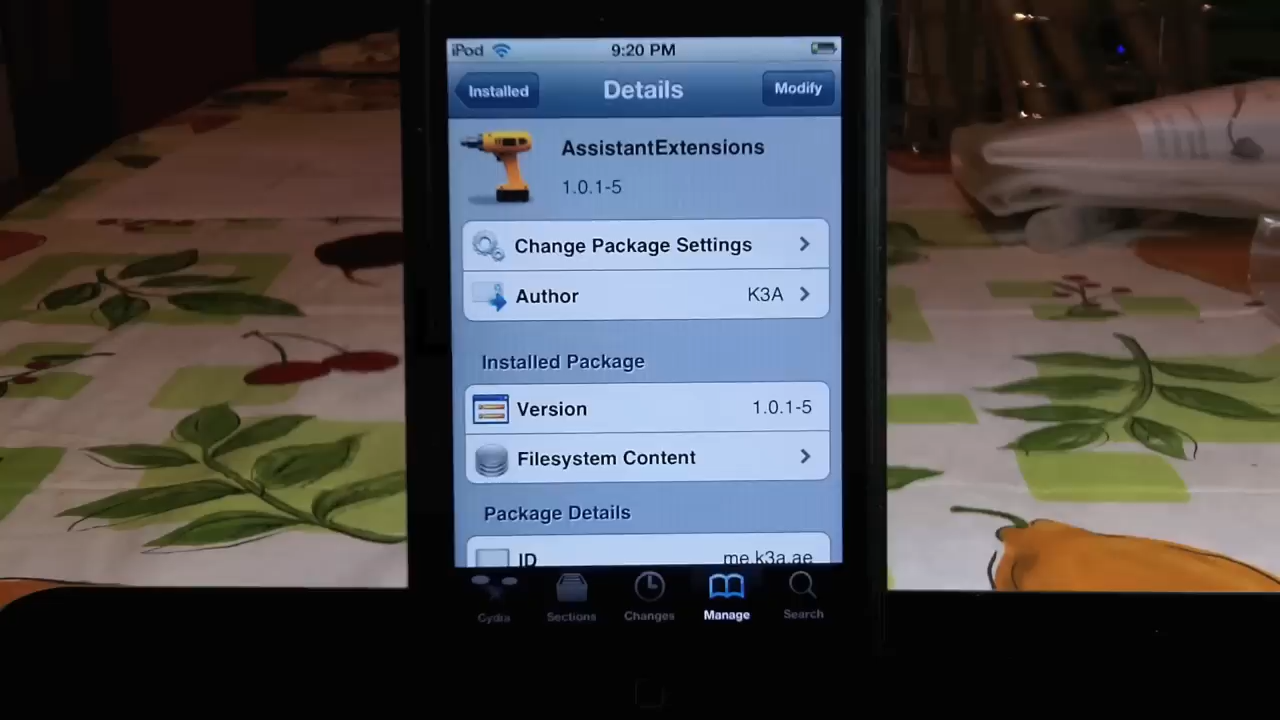 iPod 9:20 PM
Installed Details Modify
AssistantExtensions
1.0.1-5
Change Package Settings
Author K3A
Installed Package
Version 1.0.1-5
Filesystem Content
Package Details
ID me.k3a.ae
Cydia Sections Changes Manage Search